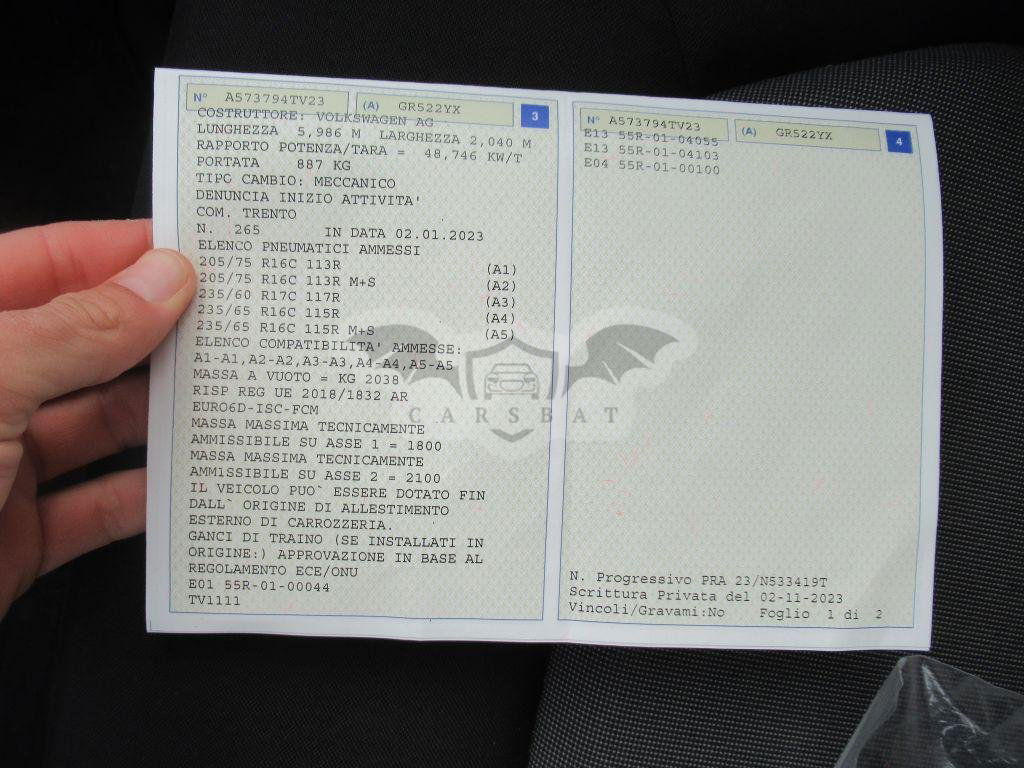 N° A573794TV23 (A) GR522YX 3
COSTRUTTORE: VOLKSWAGEN AG
LUNGHEZZA 5,986 M LARGHEZZA 2,040 M
RAPPORTO POTENZA/TARA = 48,746 KW/T
PORTATA 887 KG
TIPO CAMBIO: MECCANICO
DENUNCIA INIZIO ATTIVITA'
COM. TRENTO
N. 265 IN DATA 02.01.2023
ELENCO PNEUMATICI AMMESSI
205/75 R16C 113R (A1)
205/75 R16C 113R M+S (A2)
235/60 R17C 117R (A3)
235/65 R16C 115R (A4)
235/65 R16C 115R M+S (A5)
ELENCO COMPATIBILITA' AMMESSE:
A1-A1,A2-A2,A3-A3,A4-A4,A5-A5
MASSA A VUOTO = KG 2038
RISP REG UE 2018/1832 AR
EURO6D-ISC-FCM
MASSA MASSIMA TECNICAMENTE
AMMISSIBILE SU ASSE 1 = 1800
MASSA MASSIMA TECNICAMENTE
AMMISSIBILE SU ASSE 2 = 2100
IL VEICOLO PUO` ESSERE DOTATO FIN
DALL` ORIGINE DI ALLESTIMENTO
ESTERNO DI CARROZZERIA.
GANCI DI TRAINO (SE INSTALLATI IN
ORIGINE:) APPROVAZIONE IN BASE AL
REGOLAMENTO ECE/ONU
E01 55R-01-00044
TV1111
N° A573794TV23 (A) GR522YX 4
E13 55R-01-04055
E13 55R-01-04103
E04 55R-01-00100
N. Progressivo PRA 23/N533419T
Scrittura Privata del 02-11-2023
Vincoli/Gravami:No Foglio 1 di 2
CARSBAT